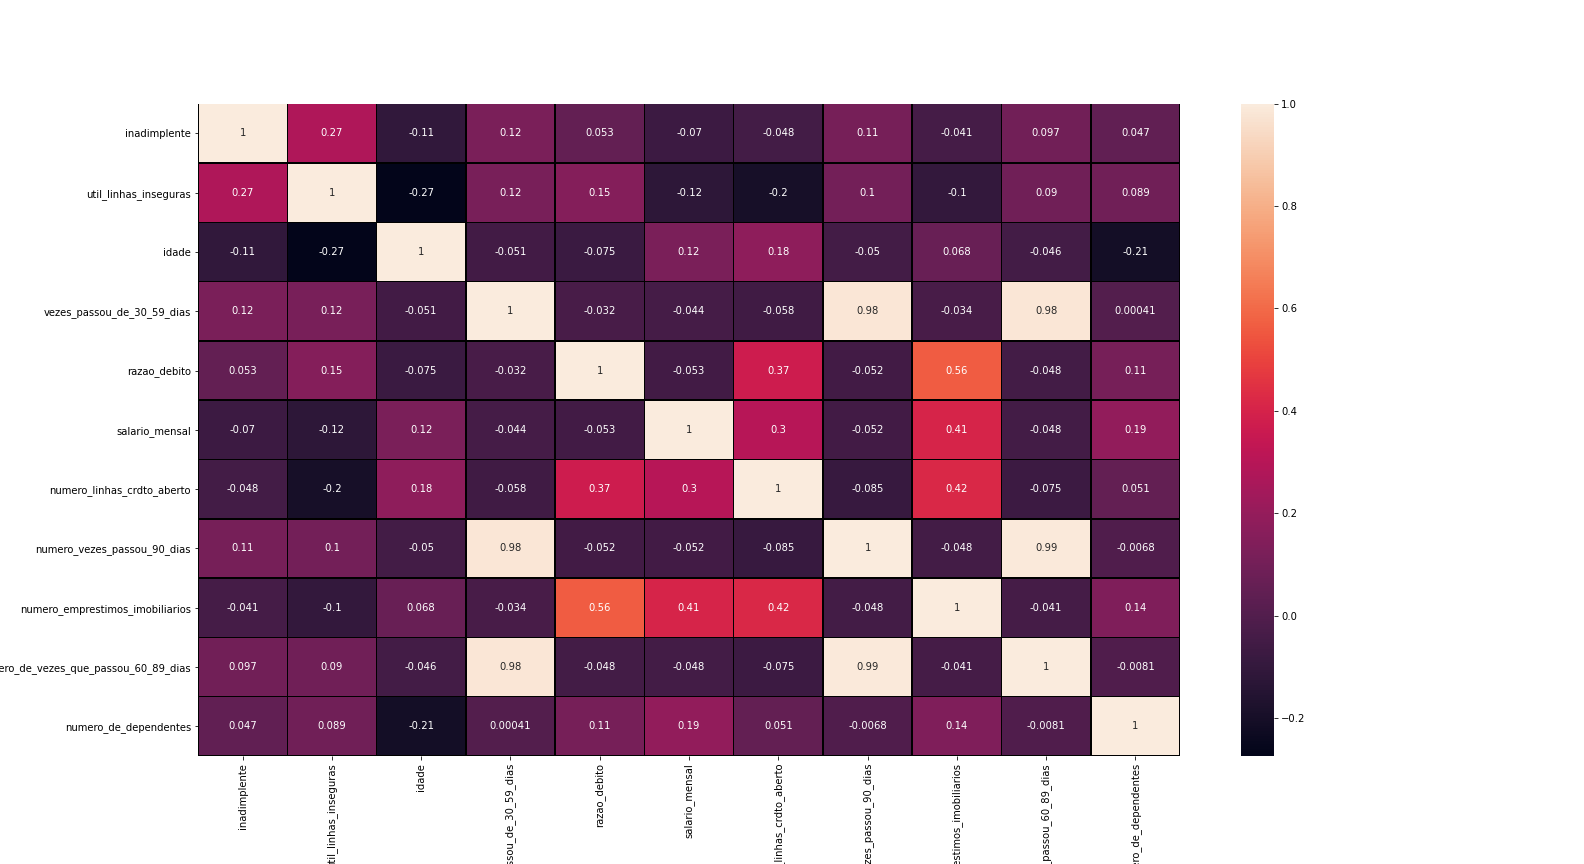 inadimplente 1 0.27 -0.11 0.12 0.053 -0.07 -0.048 0.11 -0.041 0.097 0.047
util_linhas_inseguras 0.27 1 -0.27 0.12 0.15 -0.12 -0.2 0.1 -0.1 0.09 0.089
idade -0.11 -0.27 1 -0.051 -0.075 0.12 0.18 -0.05 0.068 -0.046 -0.21
vezes_passou_de_30_59_dias 0.12 0.12 -0.051 1 -0.032 -0.044 -0.058 0.98 -0.034 0.98 0.00041
razao_debito 0.053 0.15 -0.075 -0.032 1 -0.053 0.37 -0.052 0.56 -0.048 0.11
salario_mensal -0.07 -0.12 0.12 -0.044 -0.053 1 0.3 -0.052 0.41 -0.048 0.19
numero_linhas_crdto_aberto -0.048 -0.2 0.18 -0.058 0.37 0.3 1 -0.085 0.42 -0.075 0.051
numero_vezes_passou_90_dias 0.11 0.1 -0.05 0.98 -0.052 -0.052 -0.085 1 -0.048 0.99 -0.0068
numero_emprestimos_imobiliarios -0.041 -0.1 0.068 -0.034 0.56 0.41 0.42 -0.048 1 -0.041 0.14
ero_de_vezes_que_passou_60_89_dias 0.097 0.09 -0.046 0.98 -0.048 -0.048 -0.075 0.99 -0.041 1 -0.0081
numero_de_dependentes 0.047 0.089 -0.21 0.00041 0.11 0.19 0.051 -0.0068 0.14 -0.0081 1
inadimplente
til_linhas_inseguras
idade
ssou_de_30_59_dias
razao_debito
salario_mensal
_linhas_crdto_aberto
zes_passou_90_dias
estimos_imobiliarios
_passou_60_89_dias
ro_de_dependentes
1.0
0.8
0.6
0.4
0.2
0.0
−0.2